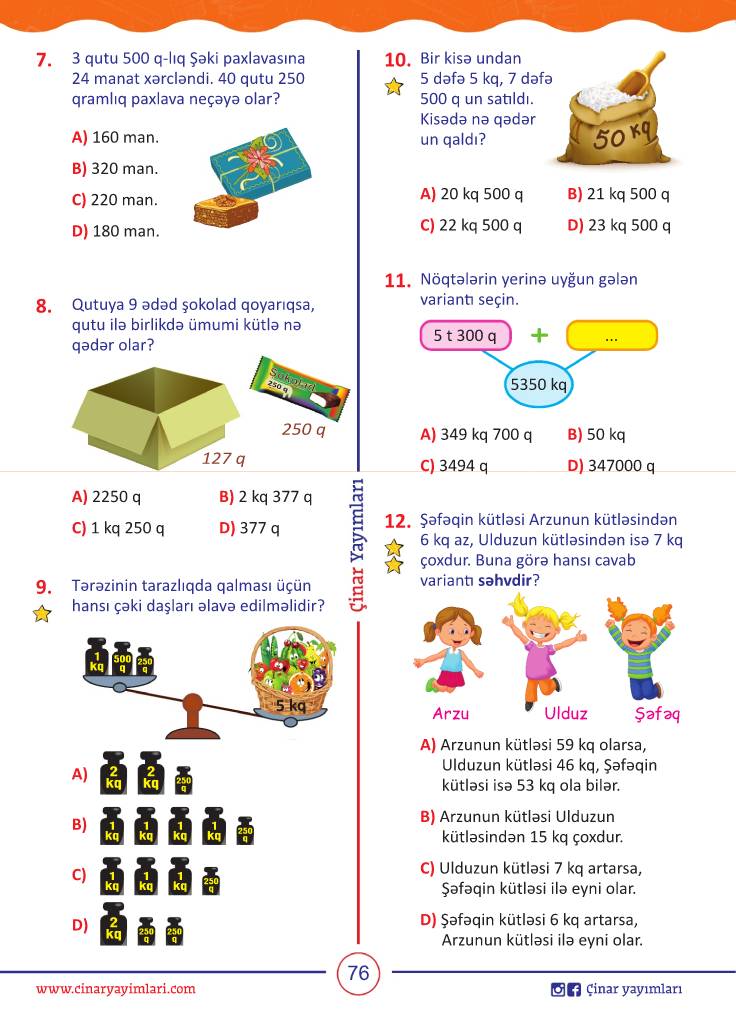 7. 3 qutu 500 q-lıq Şəki paxlavasına
24 manat xərcləndi. 40 qutu 250
qramlıq paxlava neçəyə olar?
A) 160 man.
B) 320 man.
C) 220 man.
D) 180 man.
8. Qutuya 9 ədəd şokolad qoyarıqsa,
qutu ilə birlikdə ümumi kütlə nə
qədər olar?
Şokolad
250 q
250 q
127 q
A) 2250 q B) 2 kq 377 q
C) 1 kq 250 q D) 377 q
9. Tərəzinin tarazlıqda qalması üçün
hansı çəki daşları əlavə edilməlidir?
1 kq 500 q 250 q
5 kq
A) 2 kq 2 kq 250 q
B) 1 kq 1 kq 1 kq 1 kq 250 q
C) 1 kq 1 kq 1 kq 250 q
D) 2 kq 250 q 250 q
Çinar Yayımları
10. Bir kisə undan
5 dəfə 5 kq, 7 dəfə
500 q un satıldı.
Kisədə nə qədər
un qaldı?
50 kq
A) 20 kq 500 q B) 21 kq 500 q
C) 22 kq 500 q D) 23 kq 500 q
11. Nöqtələrin yerinə uyğun gələn
variantı seçin.
5 t 300 q + ...
5350 kq
A) 349 kq 700 q B) 50 kq
C) 3494 q D) 347000 q
12. Şəfəqin kütləsi Arzunun kütləsindən
6 kq az, Ulduzun kütləsindən isə 7 kq
çoxdur. Buna görə hansı cavab
variantı səhvdir?
Arzu Ulduz Şəfəq
A) Arzunun kütləsi 59 kq olarsa,
Ulduzun kütləsi 46 kq, Şəfəqin
kütləsi isə 53 kq ola bilər.
B) Arzunun kütləsi Ulduzun
kütləsindən 15 kq çoxdur.
C) Ulduzun kütləsi 7 kq artarsa,
Şəfəqin kütləsi ilə eyni olar.
D) Şəfəqin kütləsi 6 kq artarsa,
Arzunun kütləsi ilə eyni olar.
www.cinaryayimlari.com
76
Çinar yayımları